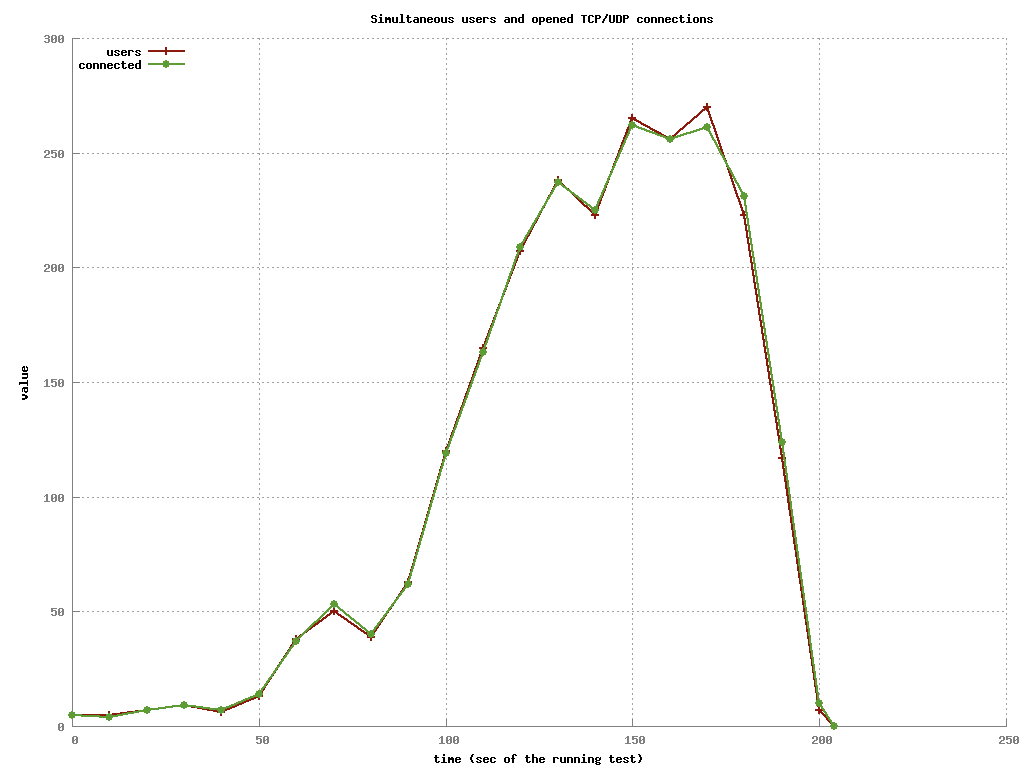 Simultaneous users and opened TCP/UDP connections
300
users
connected
250
200
150
value
100
50
0
0 50 100 150 200 250
time (sec of the running test)